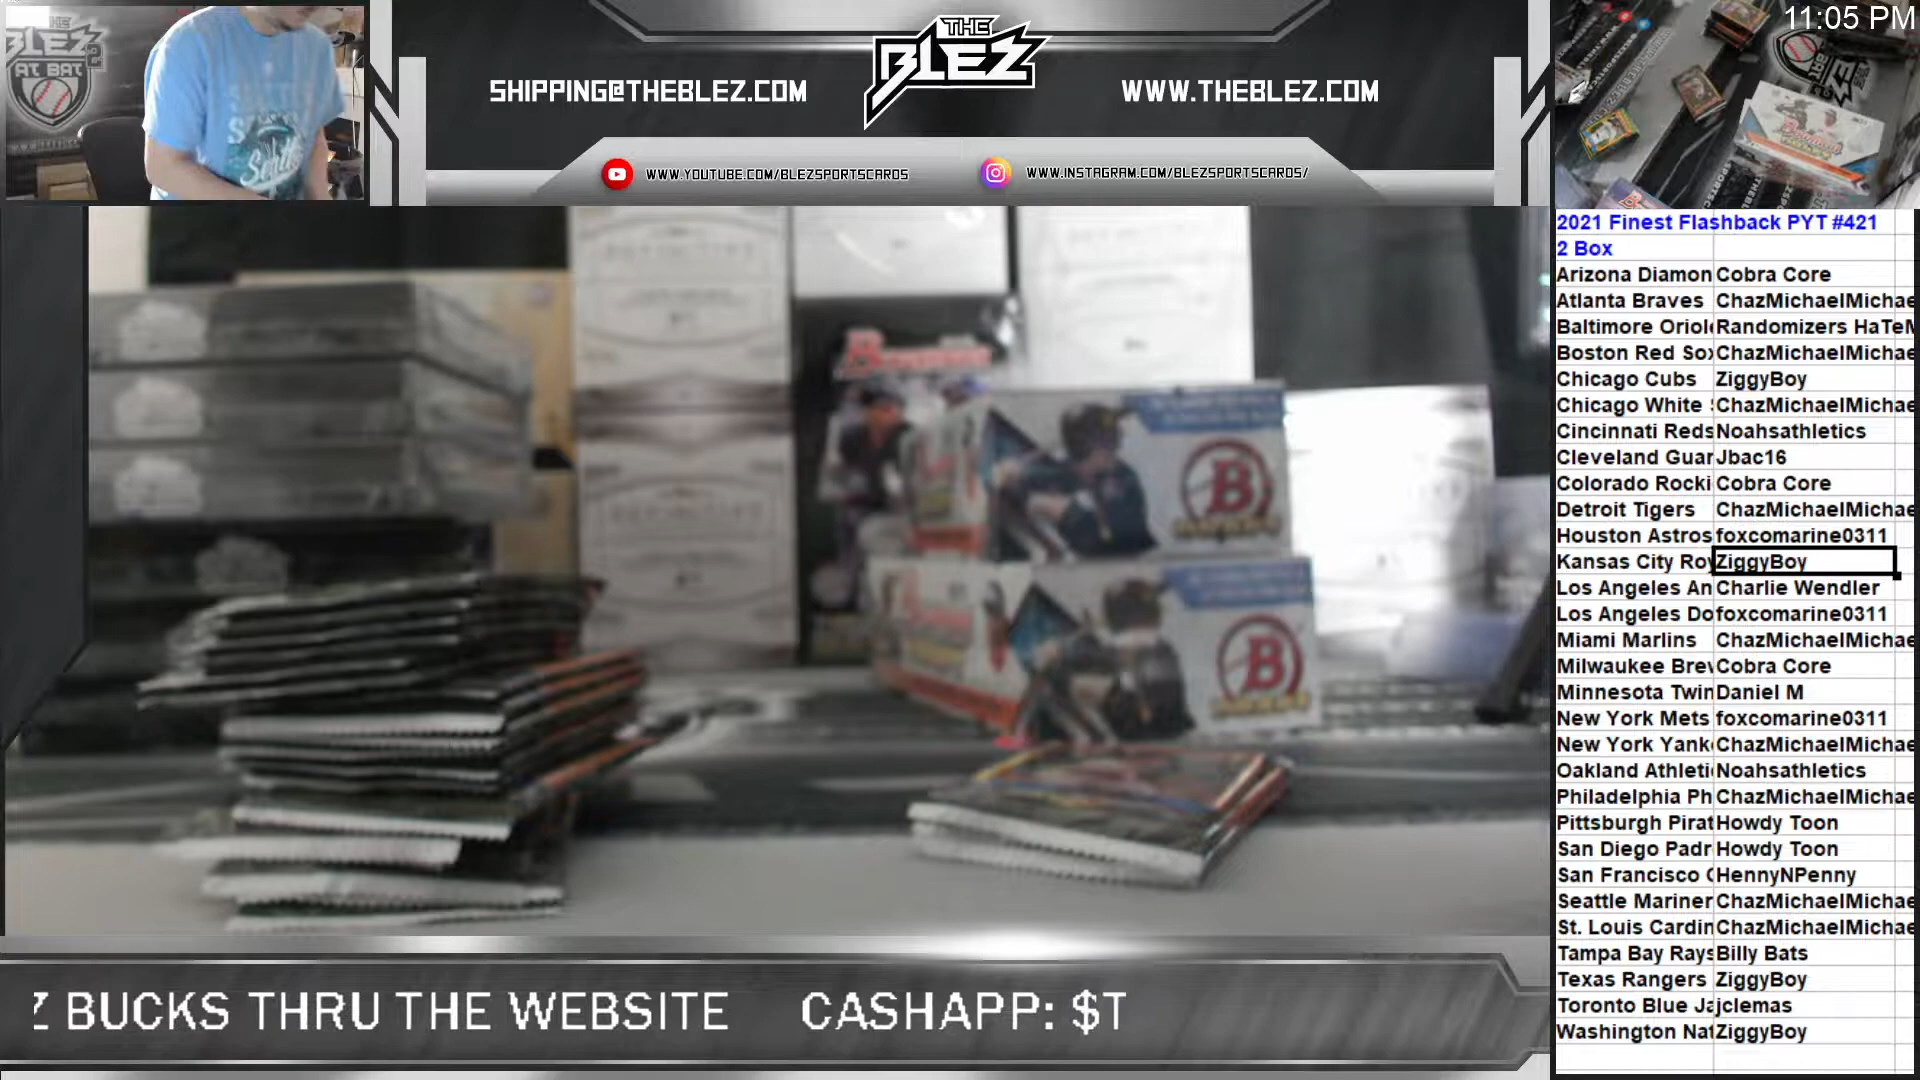 THE
BLEZ
AT BAT
SHIPPING@THEBLEZ.COM
THE
BLEZ
WWW.THEBLEZ.COM
WWW.YOUTUBE.COM/BLEZSPORTSCARDS
WWW.INSTAGRAM.COM/BLEZSPORTSCARDS/
11:05 PM
2021 Finest Flashback PYT #421
2 Box
Arizona Diamon Cobra Core
Atlanta Braves ChazMichaelMichae
Baltimore Oriol Randomizers HaTeM
Boston Red Sox ChazMichaelMichae
Chicago Cubs ZiggyBoy
Chicago White ChazMichaelMichae
Cincinnati Reds Noahsathletics
Cleveland Guar Jbac16
Colorado Rocki Cobra Core
Detroit Tigers ChazMichaelMichae
Houston Astros foxcomarine0311
Kansas City Roy ZiggyBoy
Los Angeles An Charlie Wendler
Los Angeles Do foxcomarine0311
Miami Marlins ChazMichaelMichae
Milwaukee Brew Cobra Core
Minnesota Twin Daniel M
New York Mets foxcomarine0311
New York Yank ChazMichaelMichae
Oakland Athleti Noahsathletics
Philadelphia Ph ChazMichaelMichae
Pittsburgh Pirat Howdy Toon
San Diego Padr Howdy Toon
San Francisco HennyNPenny
Seattle Mariner ChazMichaelMichae
St. Louis Cardin ChazMichaelMichae
Tampa Bay Rays Billy Bats
Texas Rangers ZiggyBoy
Toronto Blue Ja jclemas
Washington Nat ZiggyBoy
B
B
Z BUCKS THRU THE WEBSITE CASHAPP: $T